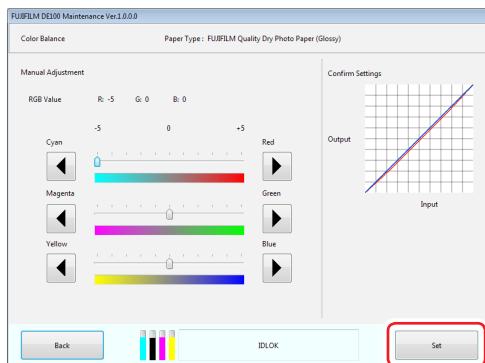 FUJIFILM DE100 Maintenance Ver.1.0.0.0
Color Balance
Paper Type : FUJIFILM Quality Dry Photo Paper (Glossy)
Manual Adjustment
Confirm Settings
RGB Value R: -5 G: 0 B: 0
-5 0 +5
Cyan Red
Output
Magenta Green
Input
Yellow Blue
Back IDLOK Set